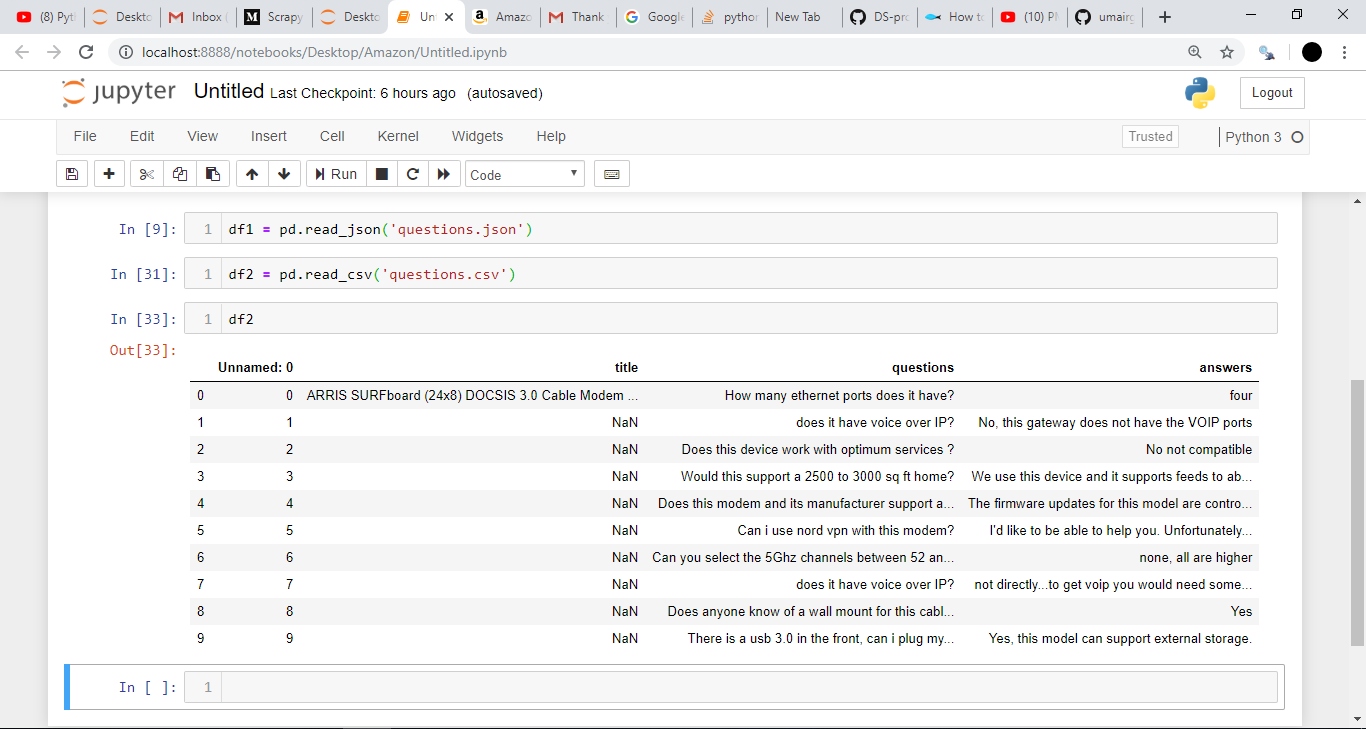 (8) Pyt Deskto Inbox ( Scrapy Deskto Un Amazo Thank Google python New Tab DS-pro How to (10) P umairg
localhost:8888/notebooks/Desktop/Amazon/Untitled.ipynb
jupyter Untitled Last Checkpoint: 6 hours ago (autosaved) Logout
File Edit View Insert Cell Kernel Widgets Help Trusted Python 3
Run Code
In [9]: 1 df1 = pd.read_json('questions.json')
In [31]: 1 df2 = pd.read_csv('questions.csv')
In [33]: 1 df2
Out[33]:
Unnamed: 0 title questions answers
0 0 ARRIS SURFboard (24x8) DOCSIS 3.0 Cable Modem ... How many ethernet ports does it have? four
1 1 NaN does it have voice over IP? No, this gateway does not have the VOIP ports
2 2 NaN Does this device work with optimum services ? No not compatible
3 3 NaN Would this support a 2500 to 3000 sq ft home? We use this device and it supports feeds to ab...
4 4 NaN Does this modem and its manufacturer support a... The firmware updates for this model are contro...
5 5 NaN Can i use nord vpn with this modem? I'd like to be able to help you. Unfortunately...
6 6 NaN Can you select the 5Ghz channels between 52 an... none, all are higher
7 7 NaN does it have voice over IP? not directly...to get voip you would need some...
8 8 NaN Does anyone know of a wall mount for this cabl... Yes
9 9 NaN There is a usb 3.0 in the front, can i plug my... Yes, this model can support external storage.
In [ ]: 1